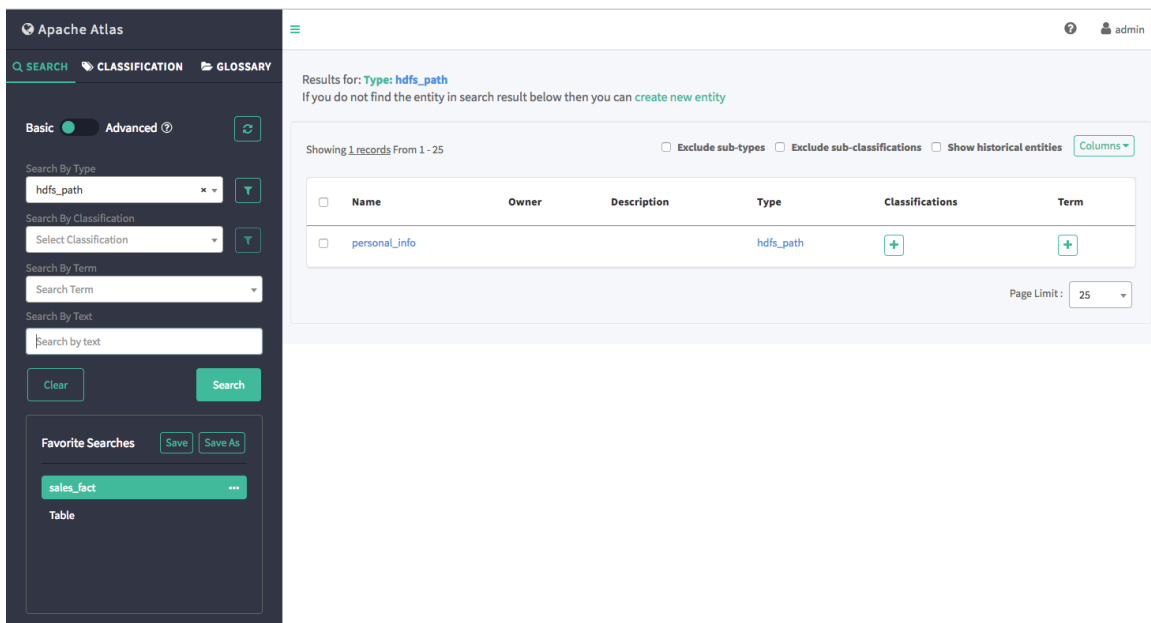 Apache Atlas
admin
SEARCH CLASSIFICATION GLOSSARY
Basic Advanced
Search By Type
hdfs_path
Search By Classification
Select Classification
Search By Term
Search Term
Search By Text
Search by text
Clear Search
Favorite Searches Save Save As
sales_fact
Table
Results for: Type: hdfs_path
If you do not find the entity in search result below then you can create new entity
Showing 1 records From 1 - 25 Exclude sub-types Exclude sub-classifications Show historical entities Columns
Name Owner Description Type Classifications Term
personal_info hdfs_path + +
Page Limit : 25